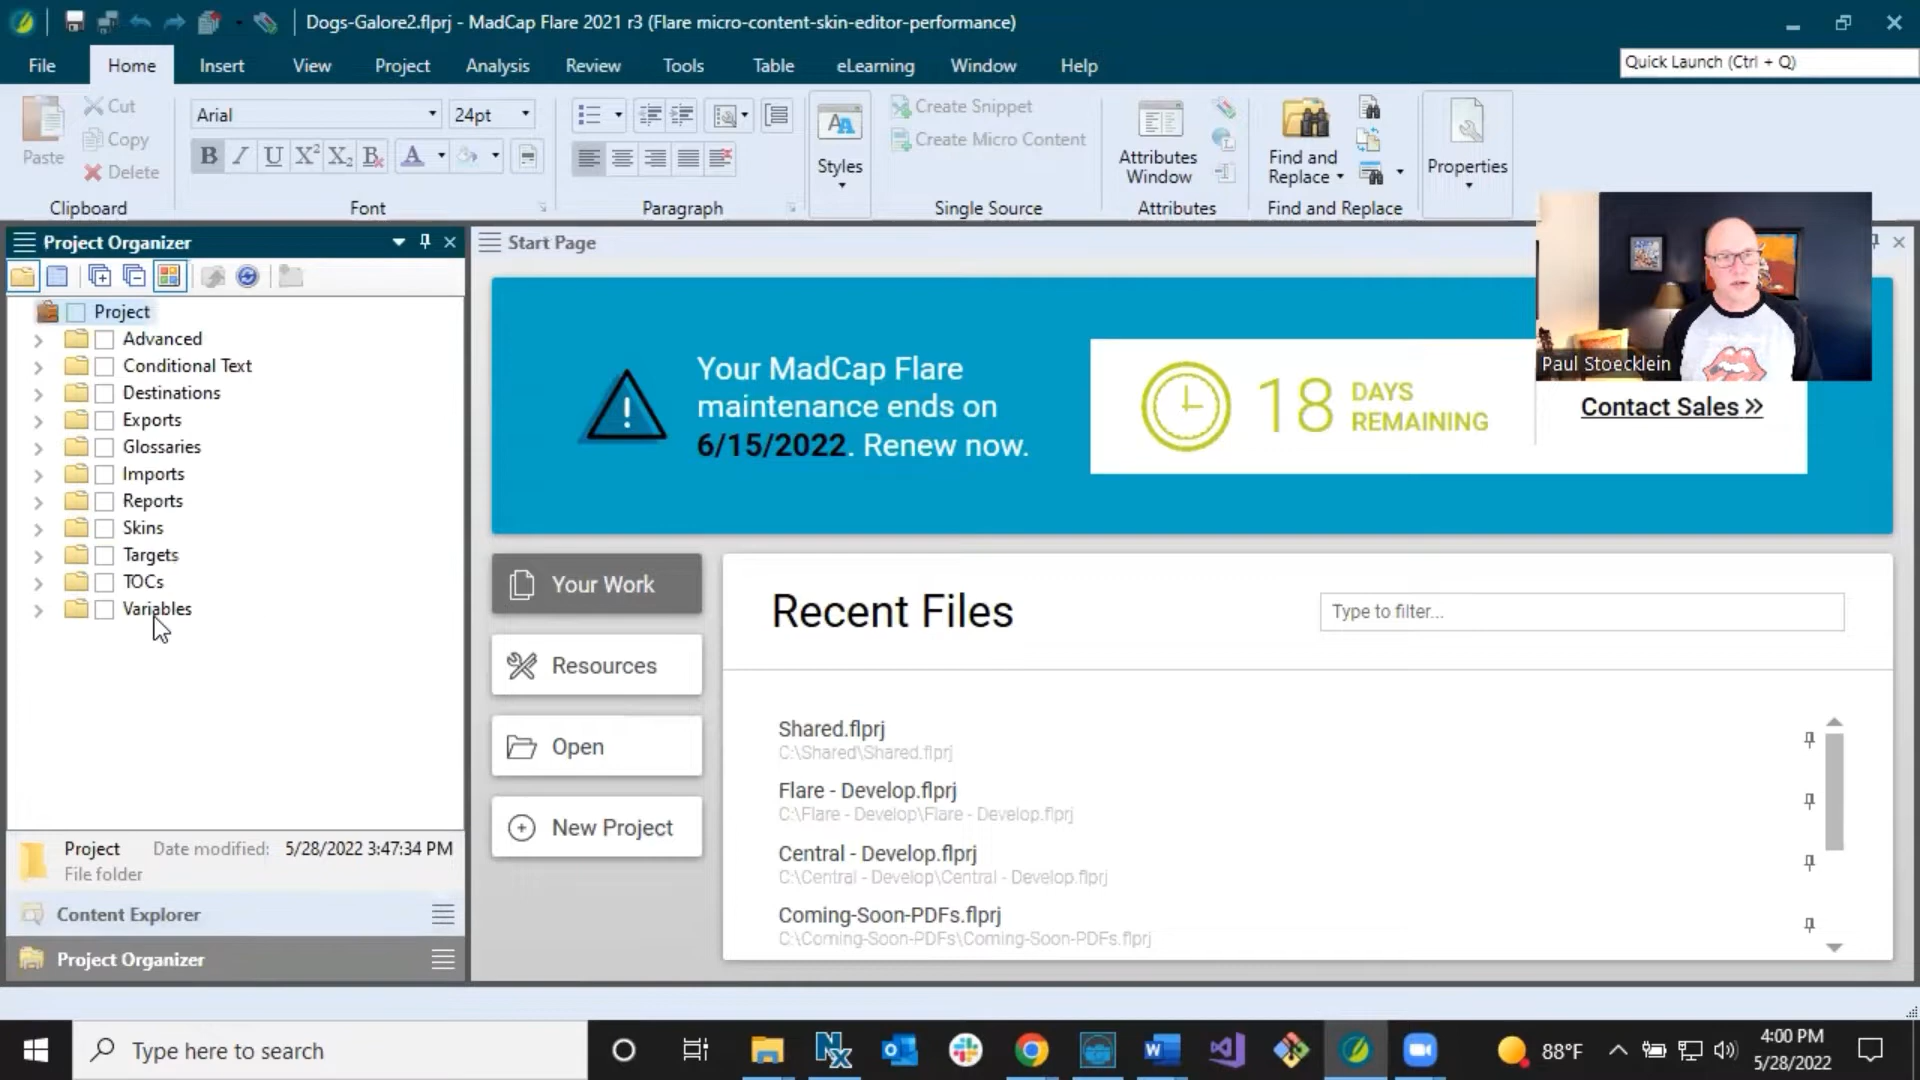 Dogs-Galore2.flprj - MadCap Flare 2021 r3 (Flare micro-content-skin-editor-performance)
File Home Insert View Project Analysis Review Tools Table eLearning Window Help
Quick Launch (Ctrl + Q)
Paste
Cut
Copy
Delete
Clipboard
Arial 24pt
B I U X² X₂ B A
Font
Paragraph
Styles
Create Snippet
Create Micro Content
Single Source
Attributes
Window
Attributes
Find and
Replace
Find and Replace
Properties
Project Organizer
Project
Advanced
Conditional Text
Destinations
Exports
Glossaries
Imports
Reports
Skins
Targets
TOCs
Variables
Project Date modified: 5/28/2022 3:47:34 PM
File folder
Content Explorer
Project Organizer
Start Page
Your MadCap Flare
maintenance ends on
6/15/2022. Renew now.
18 DAYS
REMAINING
Contact Sales »
Paul Stoecklein
Your Work
Resources
Open
New Project
Recent Files
Type to filter...
Shared.flprj
C:\Shared\Shared.flprj
Flare - Develop.flprj
C:\Flare - Develop\Flare - Develop.flprj
Central - Develop.flprj
C:\Central - Develop\Central - Develop.flprj
Coming-Soon-PDFs.flprj
C:\Coming-Soon-PDFs\Coming-Soon-PDFs.flprj
Type here to search
88°F
4:00 PM
5/28/2022